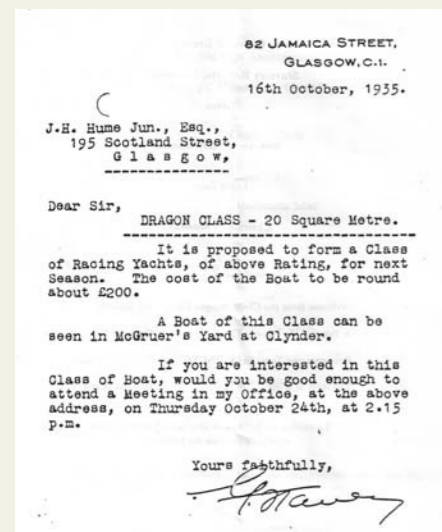 82 JAMAICA STREET,
GLASGOW, C.1.
16th October, 1935.
J.H. Hume Jun., Esq.,
195 Scotland Street,
G l a s g o w,
Dear Sir,
DRAGON CLASS - 20 Square Metre.
It is proposed to form a Class
of Racing Yachts, of above Rating, for next
Season. The cost of the Boat to be round
about £200.
A Boat of this Class can be
seen in McGruer's Yard at Clynder.
If you are interested in this
Class of Boat, would you be good enough to
attend a Meeting in my Office, at the above
address, on Thursday October 24th, at 2.15
p.m.
Yours faithfully,